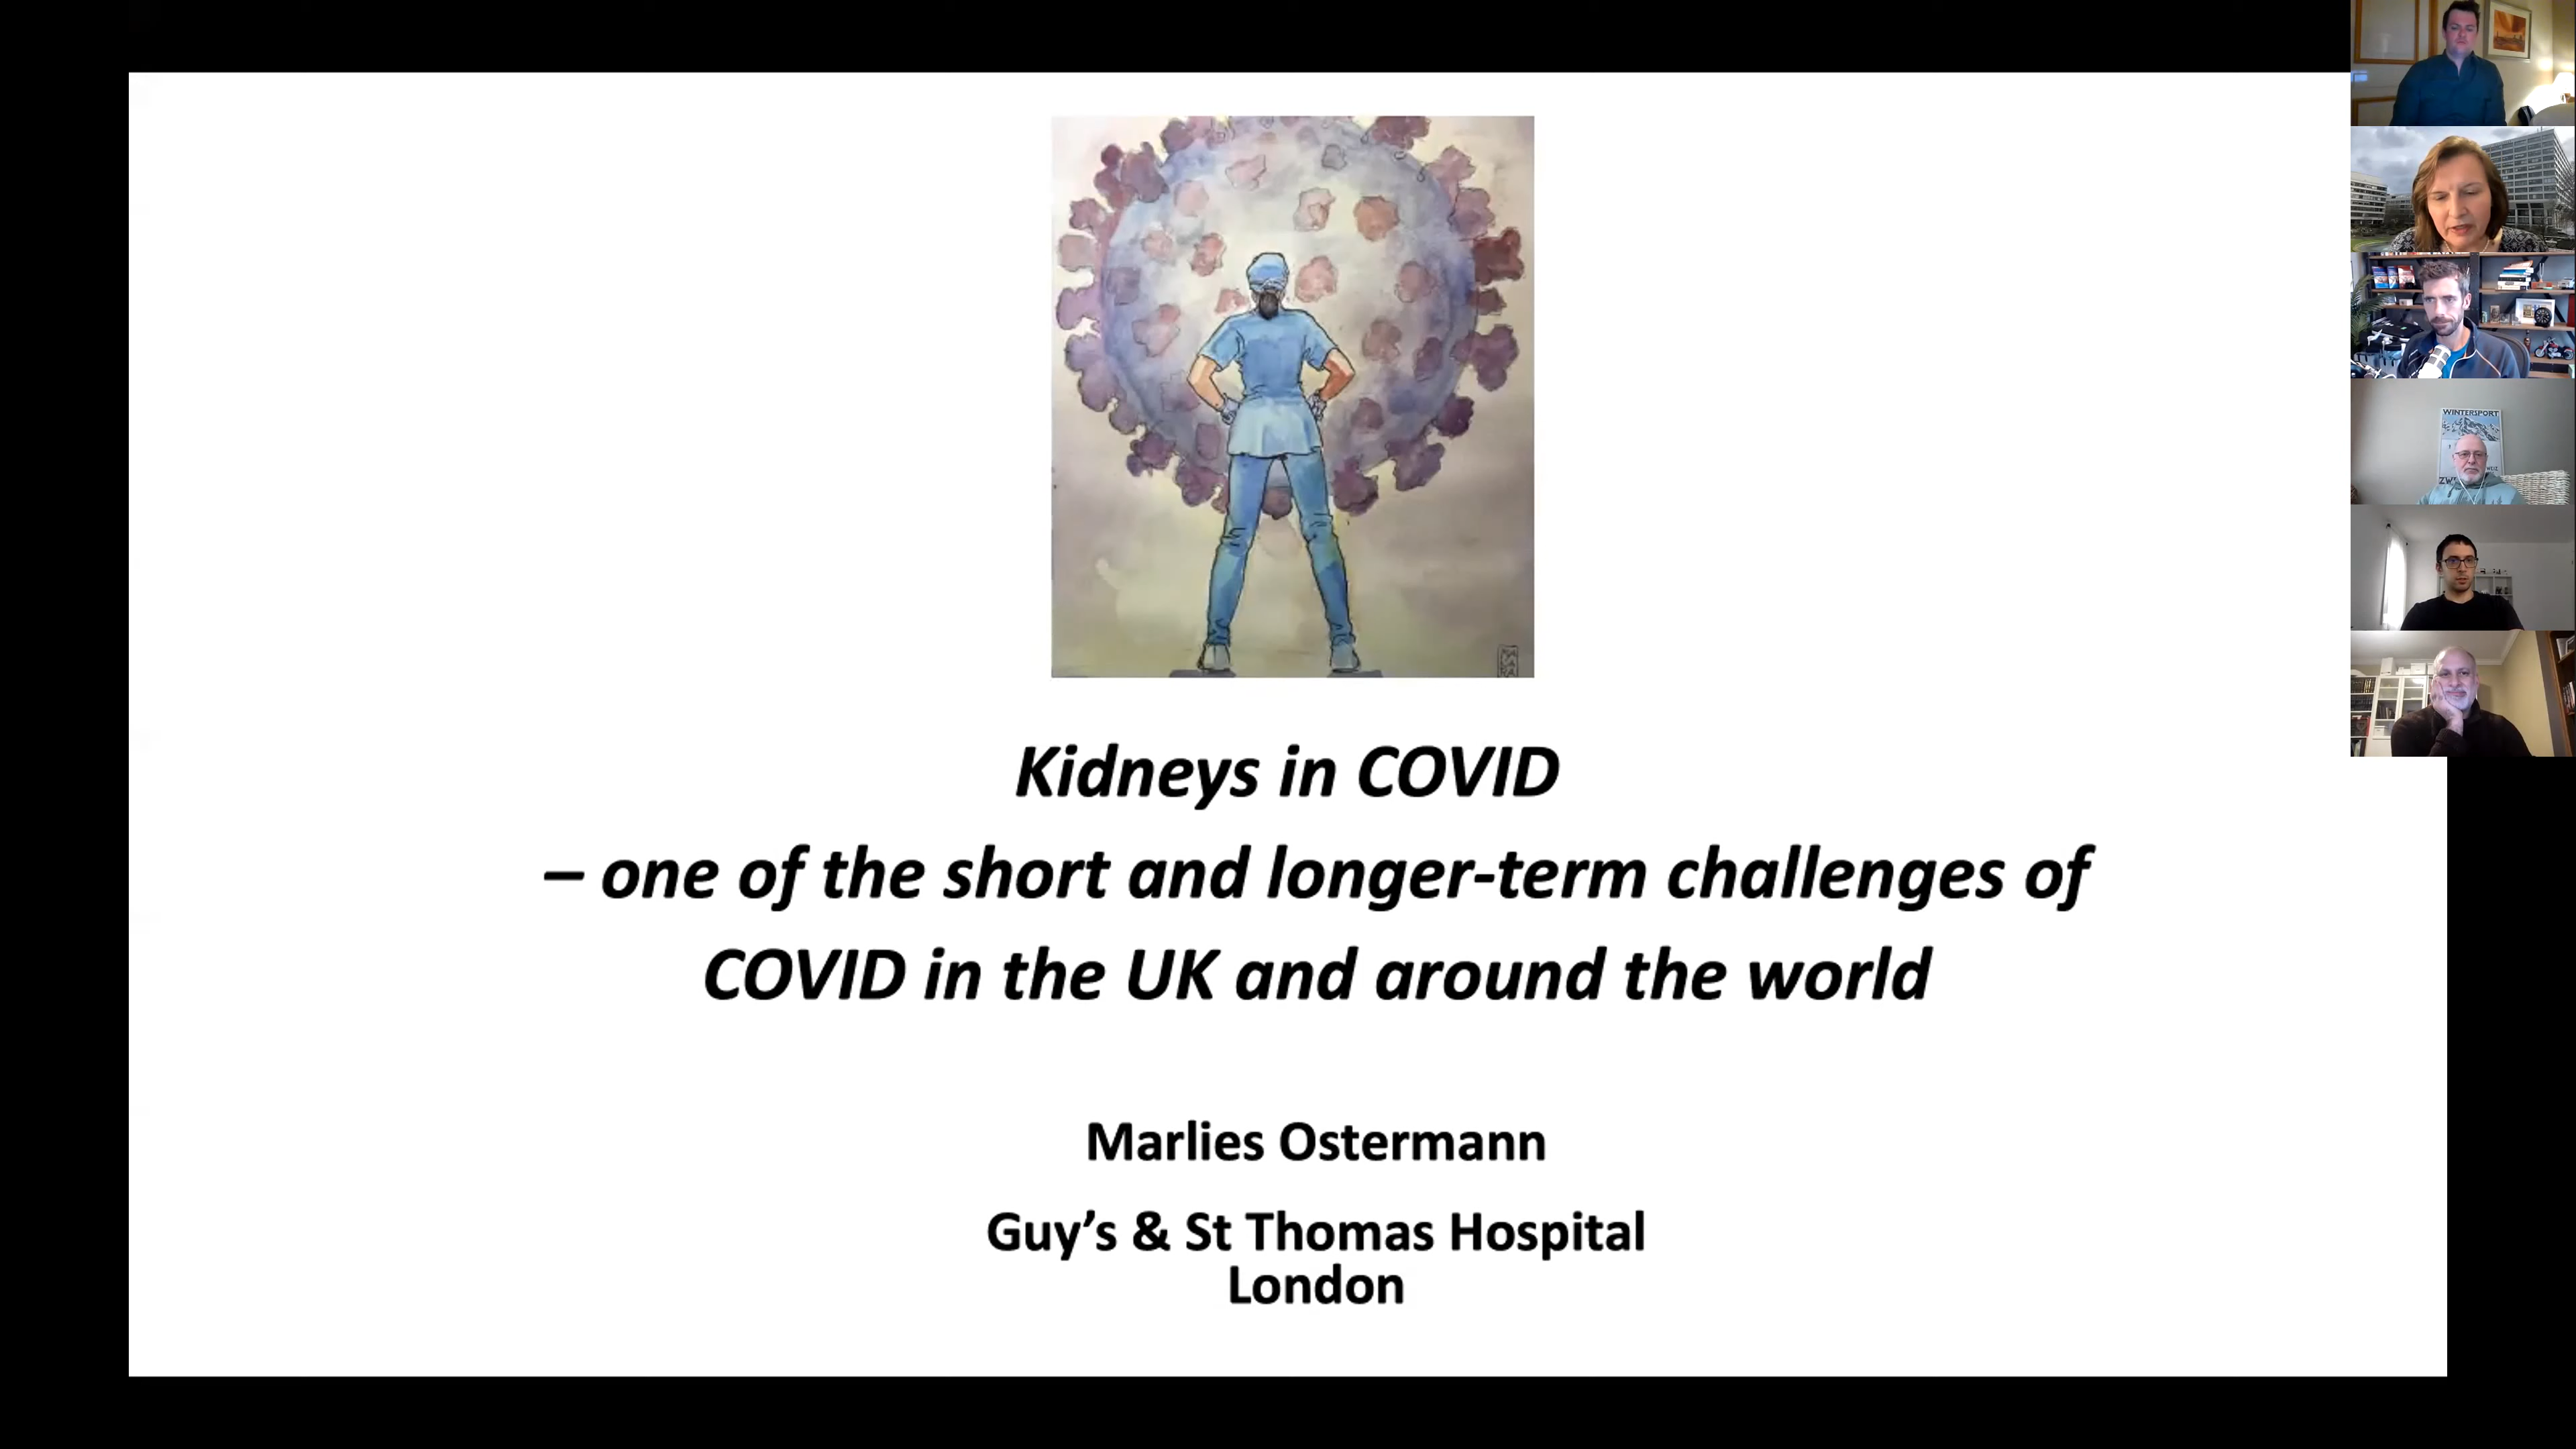 Kidneys in COVID
– one of the short and longer-term challenges of
COVID in the UK and around the world
Marlies Ostermann
Guy’s & St Thomas Hospital
London
WINTERSPORT